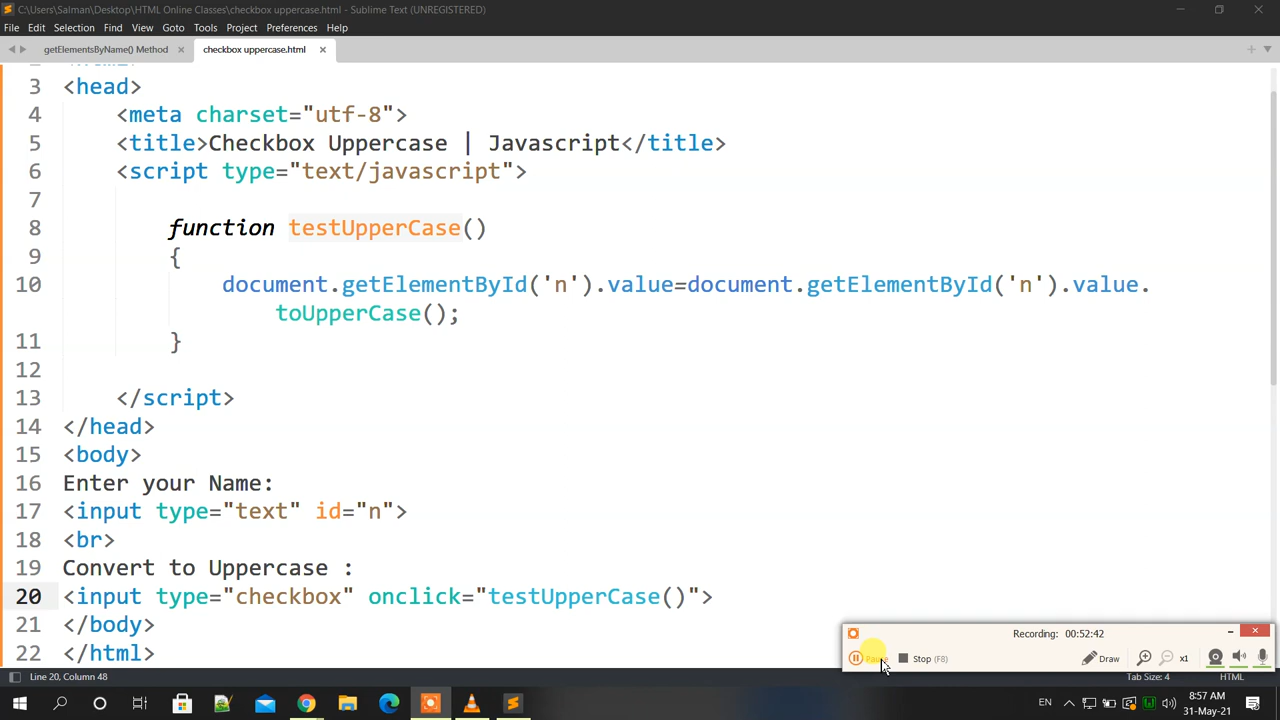 C:\Users\Salman\Desktop\HTML Online Classes\checkbox uppercase.html - Sublime Text (UNREGISTERED)
File Edit Selection Find View Goto Tools Project Preferences Help
getElementsByName() Method checkbox uppercase.html
3 <head>
4 <meta charset="utf-8">
5 <title>Checkbox Uppercase | Javascript</title>
6 <script type="text/javascript">
7
8 function testUpperCase()
9 {
10 document.getElementById('n').value=document.getElementById('n').value.
toUpperCase();
11 }
12
13 </script>
14 </head>
15 <body>
16 Enter your Name:
17 <input type="text" id="n">
18 <br>
19 Convert to Uppercase :
20 <input type="checkbox" onclick="testUpperCase()">
21 </body>
22 </html>
Recording: 00:52:42
Stop (F8) Draw x1
Line 20, Column 48 Tab Size: 4 HTML
EN 8:57 AM
31-May-21